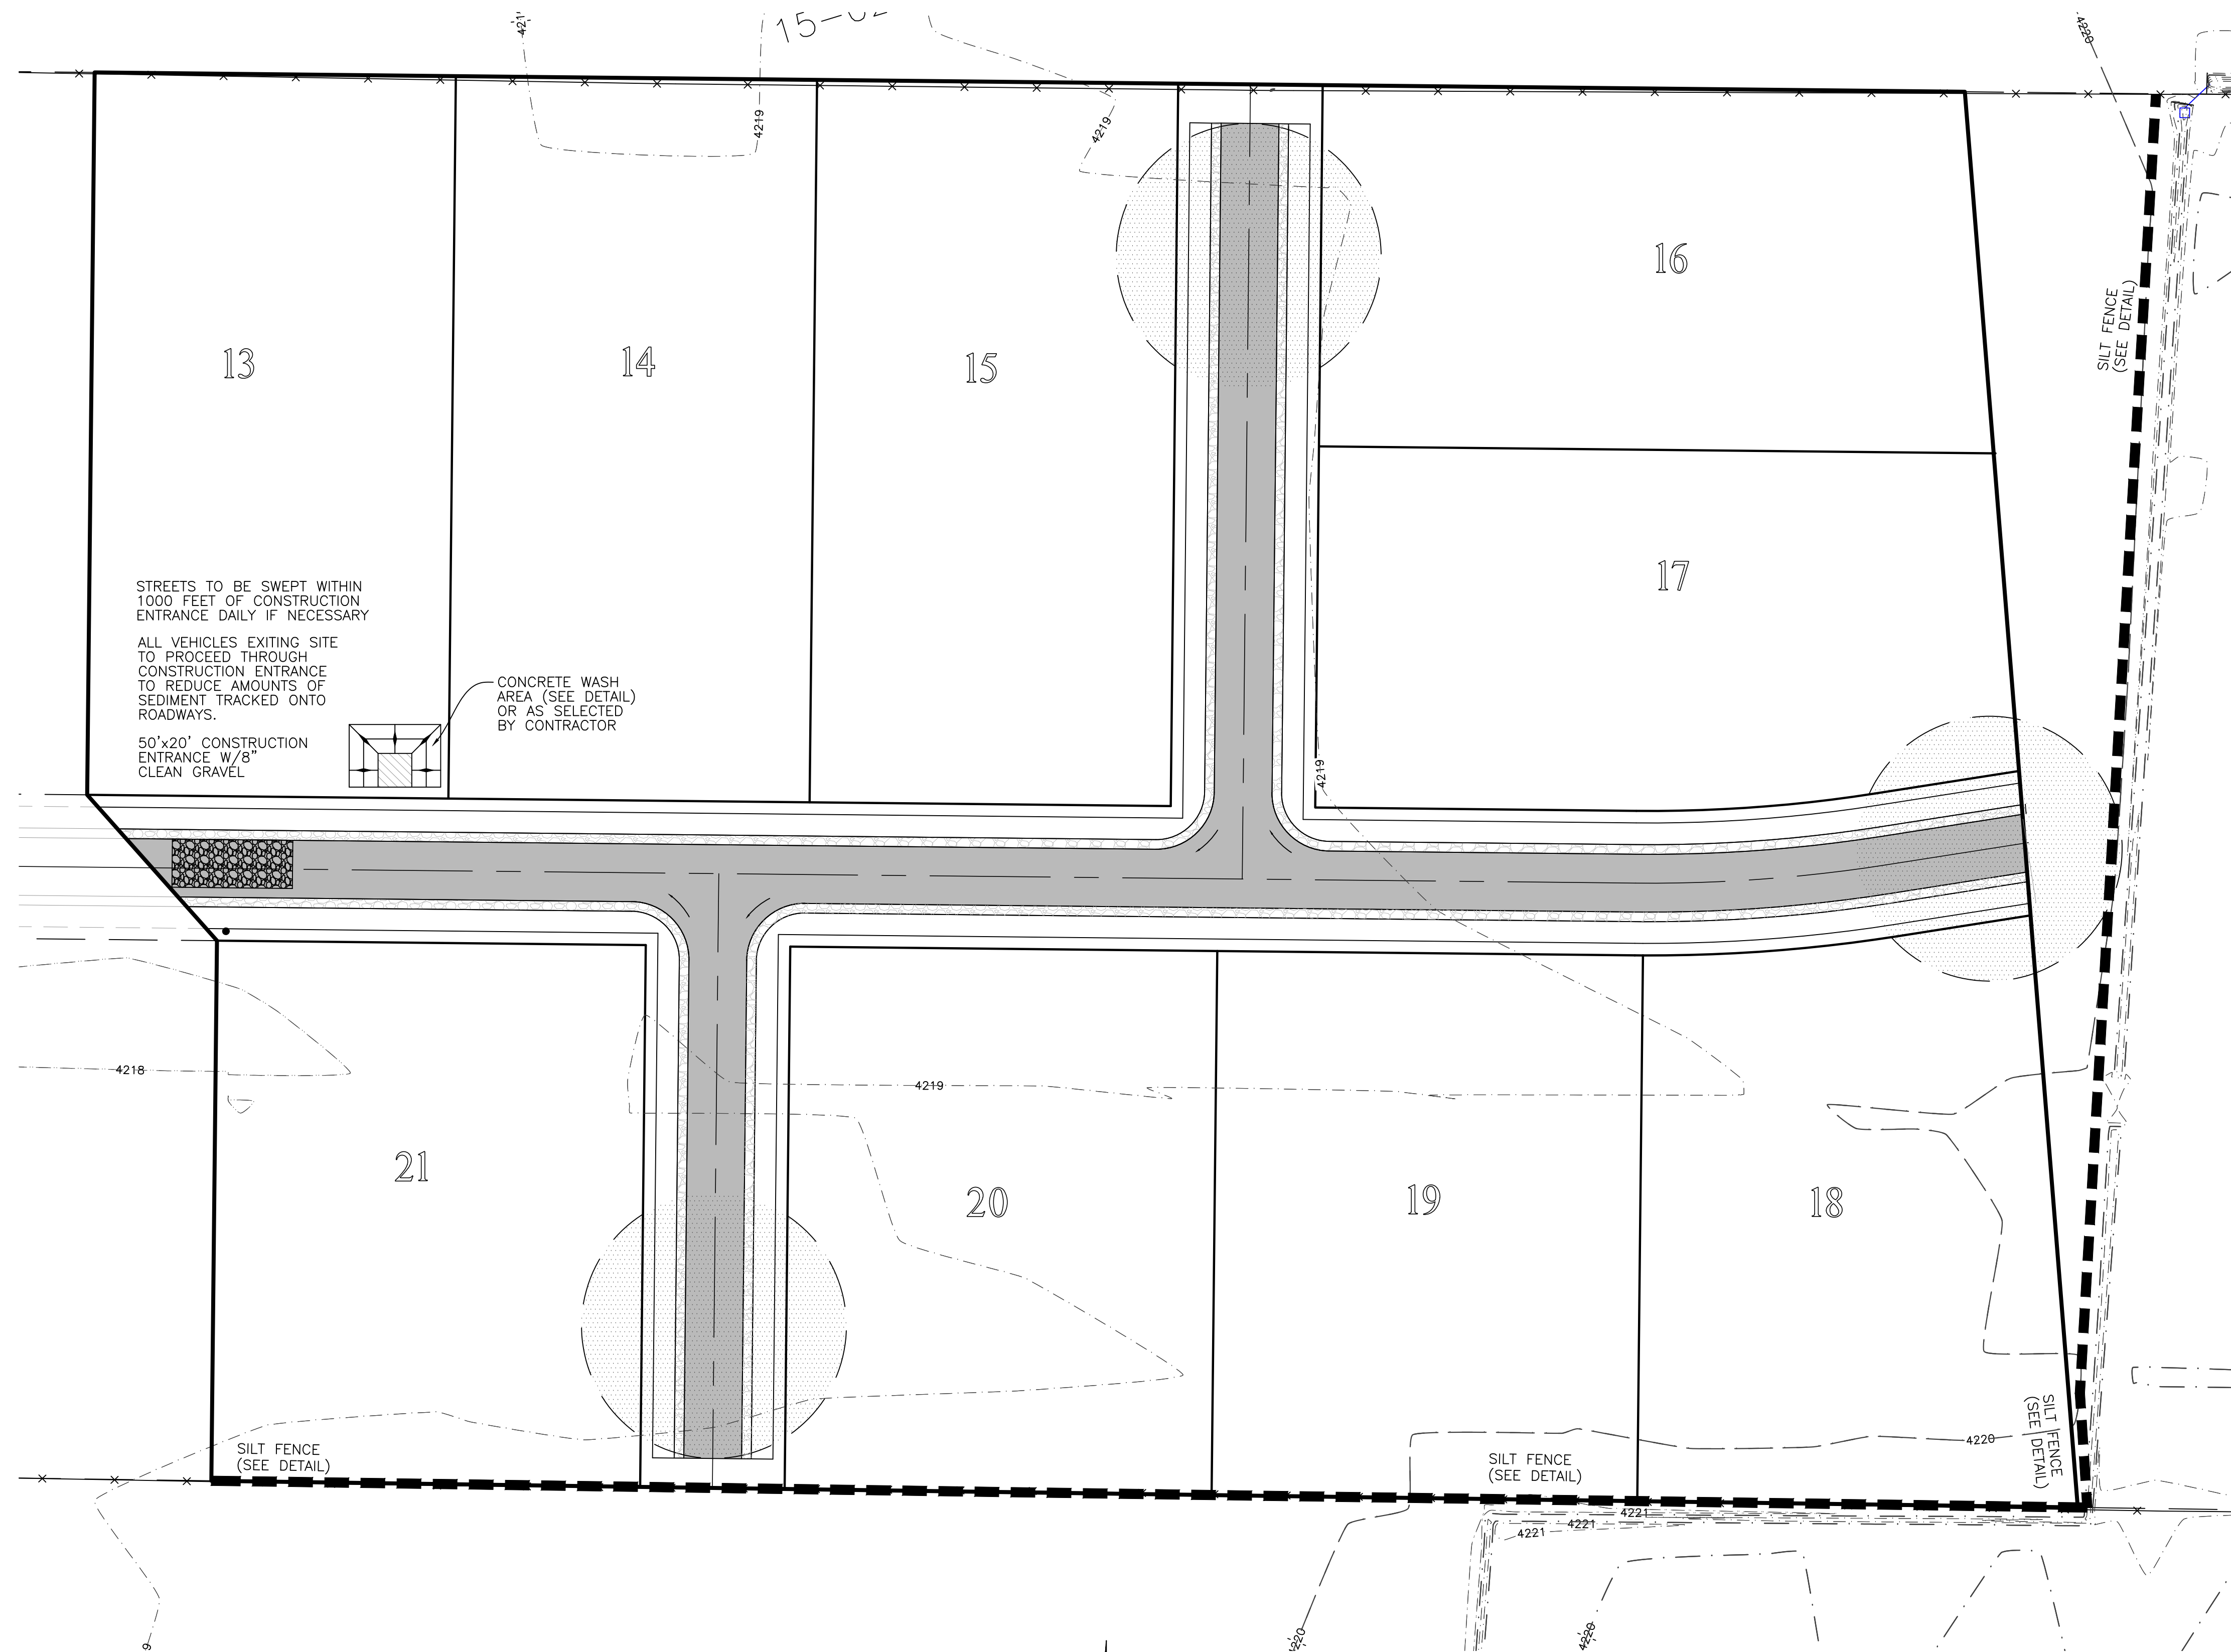 4221
4220
4219
4219
13
14
15
16
17
SILT FENCE
(SEE DETAIL)
STREETS TO BE SWEPT WITHIN
1000 FEET OF CONSTRUCTION
ENTRANCE DAILY IF NECESSARY
ALL VEHICLES EXITING SITE
TO PROCEED THROUGH
CONSTRUCTION ENTRANCE
TO REDUCE AMOUNTS OF
SEDIMENT TRACKED ONTO
ROADWAYS.
50'x20' CONSTRUCTION
ENTRANCE W/8"
CLEAN GRAVEL
CONCRETE WASH
AREA (SEE DETAIL)
OR AS SELECTED
BY CONTRACTOR
4219
4218
4219
21
20
19
18
SILT FENCE
(SEE DETAIL)
SILT FENCE
(SEE DETAIL)
4220
SILT FENCE
(SEE DETAIL)
4221
4221
4221
4220
4220
9